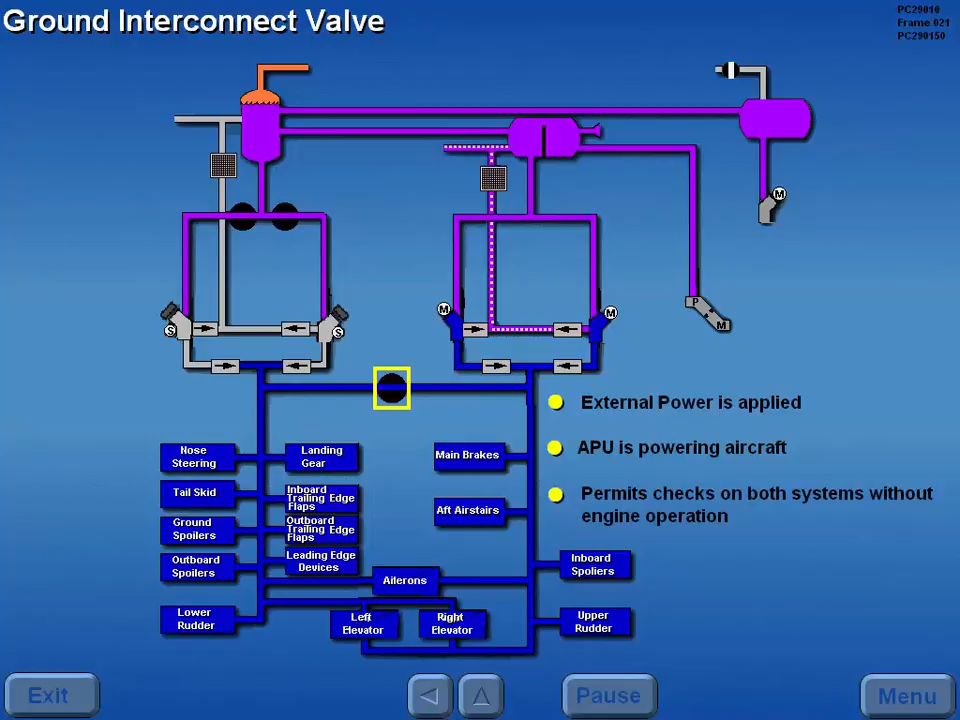 Ground Interconnect Valve
PC29010
Frame 021
PC290150
M
S
S
M
M
P
M
External Power is applied
APU is powering aircraft
Permits checks on both systems without
engine operation
Nose
Steering
Landing
Gear
Main Brakes
Tail Skid
Inboard
Trailing Edge
Flaps
Aft Airstairs
Ground
Spoilers
Outboard
Trailing Edge
Flaps
Outboard
Spoilers
Leading Edge
Devices
Inboard
Spoliers
Ailerons
Lower
Rudder
Left
Elevator
Right
Elevator
Upper
Rudder
Exit
Pause
Menu